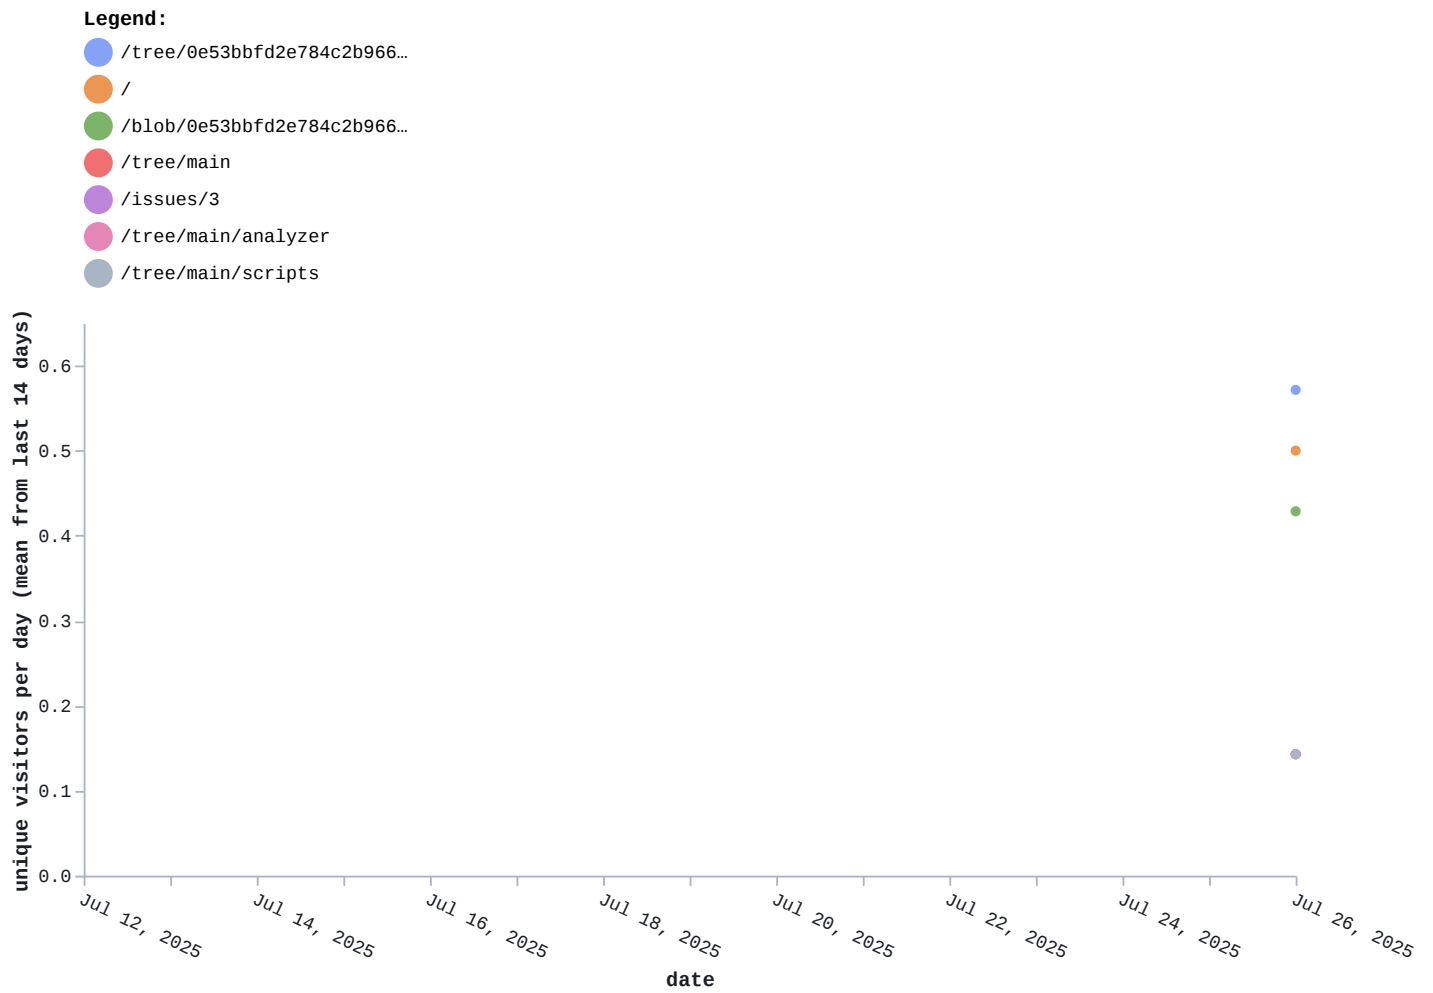 Legend:
/tree/0e53bbfd2e784c2b966…
/
/blob/0e53bbfd2e784c2b966…
/tree/main
/issues/3
/tree/main/analyzer
/tree/main/scripts
unique visitors per day (mean from last 14 days)
0.6
0.5
0.4
0.3
0.2
0.1
0.0
Jul 12, 2025
Jul 14, 2025
Jul 16, 2025
Jul 18, 2025
Jul 20, 2025
Jul 22, 2025
Jul 24, 2025
Jul 26, 2025
date